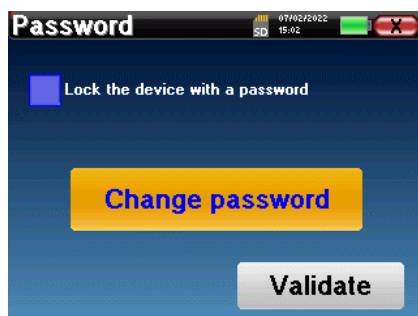 Password
SD
07/02/2022
15:02
X
Lock the device with a password
Change password
Validate